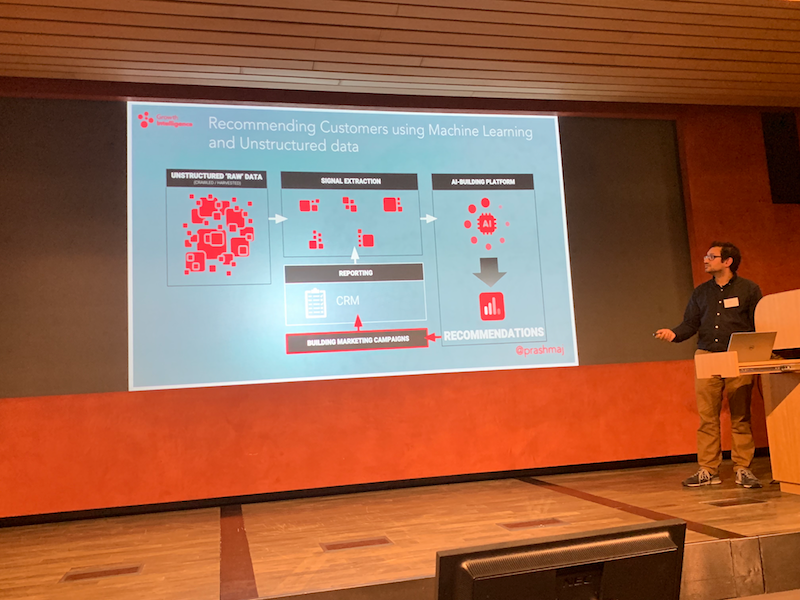 Growth
Intelligence
Recommending Customers using Machine Learning
and Unstructured data
UNSTRUCTURED 'RAW' DATA
(CRAWLED / HARVESTED)
SIGNAL EXTRACTION
AI-BUILDING PLATFORM
AI
REPORTING
CRM
BUILDING MARKETING CAMPAIGNS
RECOMMENDATIONS
@prashmaj
NEC